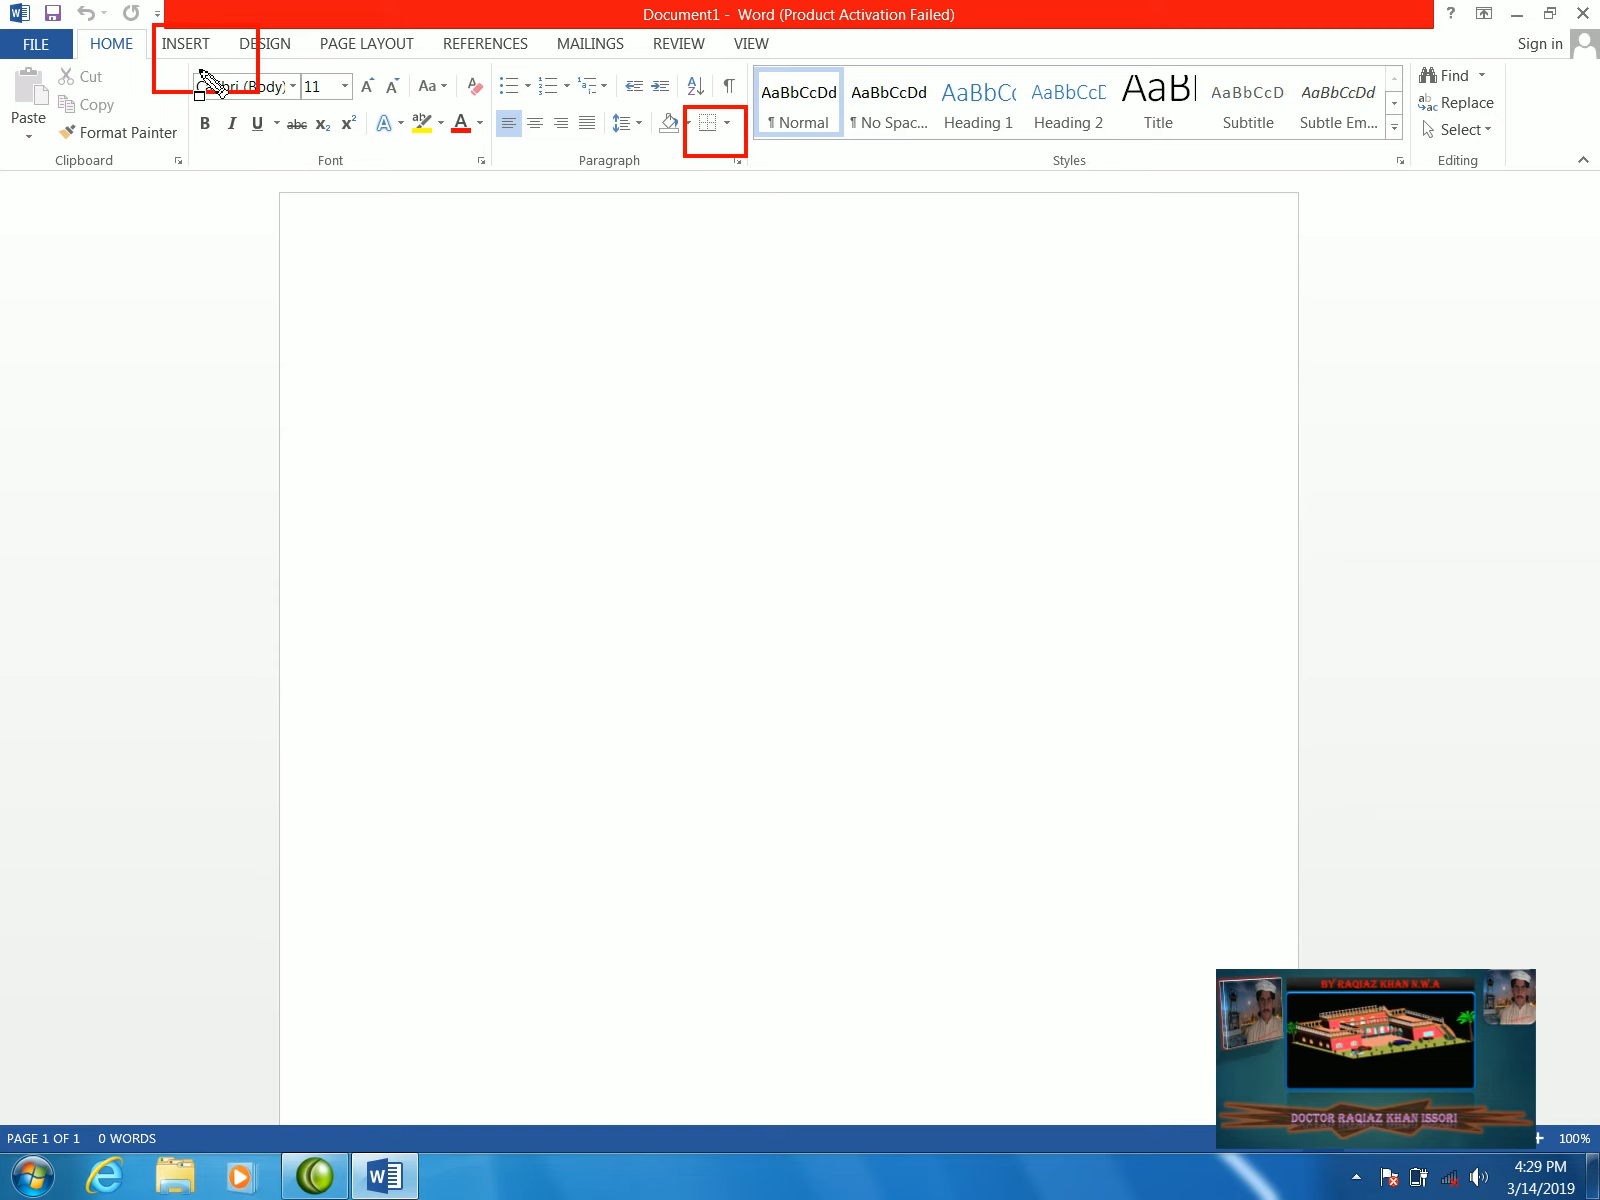 Document1 - Word (Product Activation Failed)
FILE HOME INSERT DESIGN PAGE LAYOUT REFERENCES MAILINGS REVIEW VIEW Sign in
Cut
Copy
Format Painter
Paste
Clipboard
(Body) 11
Font
Paragraph
AaBbCcDd AaBbCcDd AaBbCc AaBbCcD AaBl AaBbCcD AaBbCcDd
¶ Normal ¶ No Spac... Heading 1 Heading 2 Title Subtitle Subtle Em...
Styles
Find
Replace
Select
Editing
BY RAQIAZ KHAN N.W.A
DOCTOR RAQIAZ KHAN ISSORI
PAGE 1 OF 1 0 WORDS 100%
4:29 PM
3/14/2019